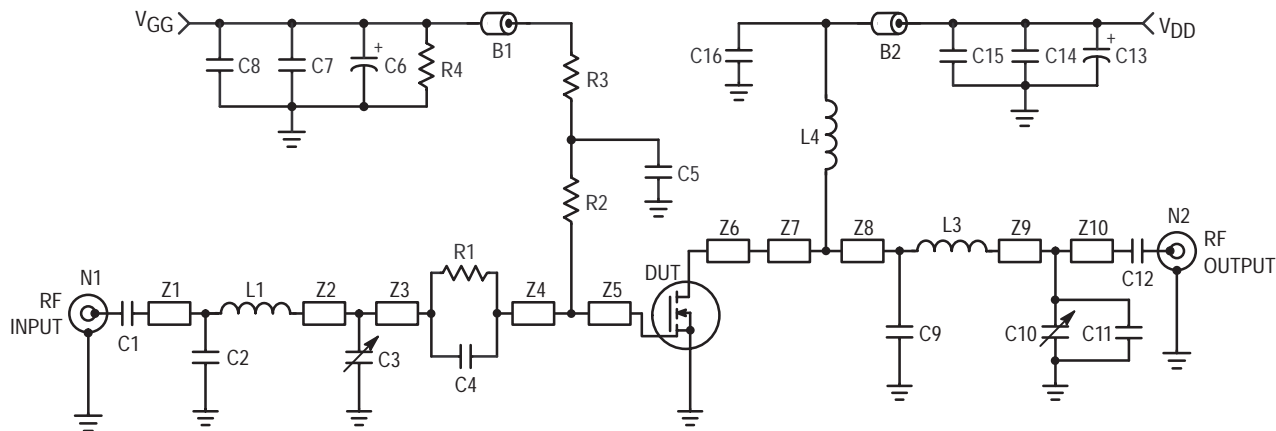 VGG
B1
C8
C7
+
C6
R4
R3
C5
R2
C16
B2
VDD
C15
C14
+
C13
L4
N1
RF
INPUT
C1
Z1
C2
L1
Z2
C3
Z3
R1
C4
Z4
Z5
DUT
Z6
Z7
Z8
C9
L3
Z9
C10
C11
Z10
C12
N2
RF
OUTPUT